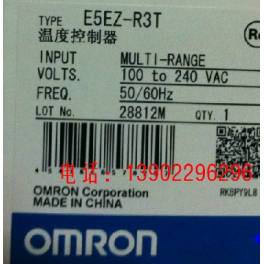 TYPE E5EZ-R3T
温度控制器
INPUT MULTI-RANGE
VOLTS. 100 to 240 VAC
FREQ. 50/60Hz
LOT No. 28812M QTY. 1
电话：13902296296
OMRON Corporation
RK6PY9L8
MADE IN CHINA
OMRON